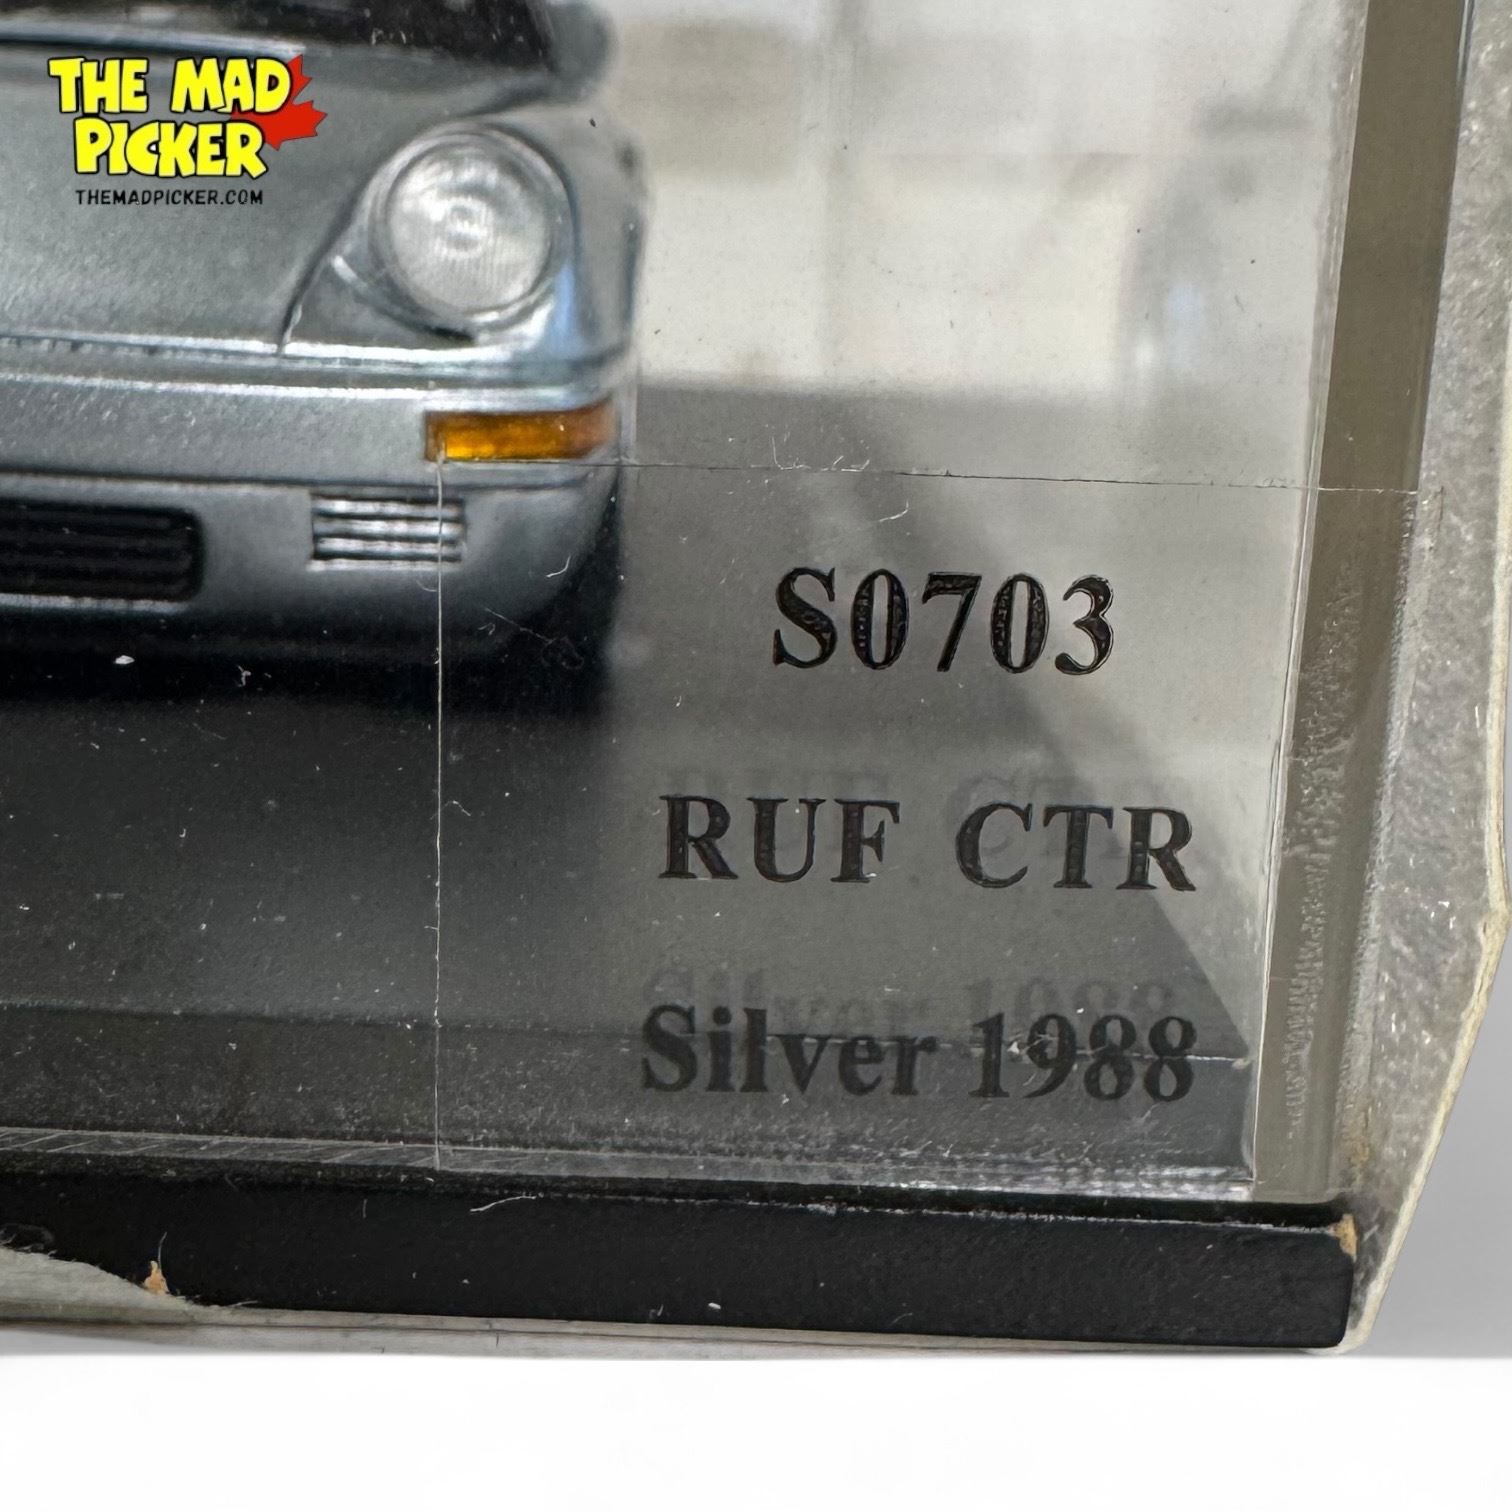 THE MAD
PICKER
THEMADPICKER.COM
S0703
RUF CTR
Silver 1988